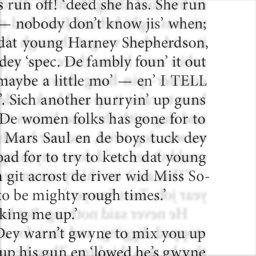 s run off! ’deed she has. She run
— nobody don’t know jis’ when;
dat young Harney Shepherdson,
dey ’spec. De fambly foun’ it out
maybe a little mo’ — en’ I TELL
’. Sich another hurryin’ up guns
De women folks has gone for to
Mars Saul en de boys tuck dey
oad for to try to ketch dat young
git acrost de river wid Miss So-
to be mighty rough times.’
king me up.’
Dey warn’t gwyne to mix you up
up his gun en ’lowed he’s gwyne